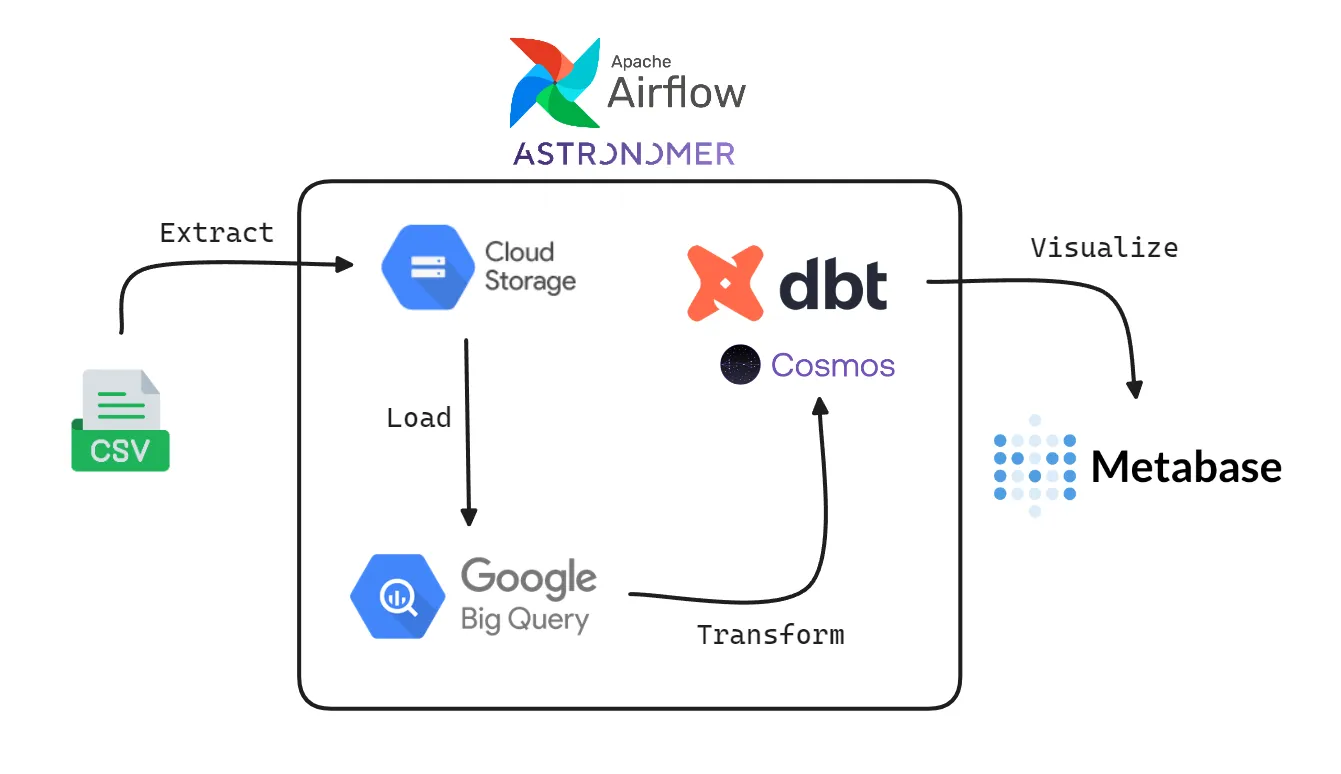 Apache
Airflow
ASTRONOMER
Extract
Cloud
Storage
dbt
Cosmos
Visualize
CSV
Load
Metabase
Google
Big Query
Transform